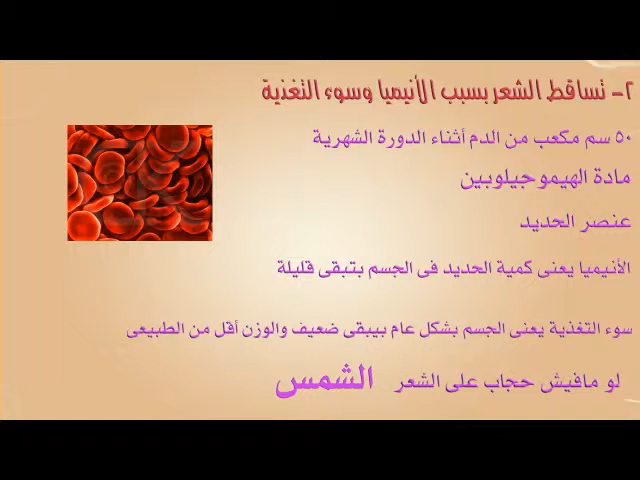 ٢- تساقط الشعر بسبب الأنيميا وسوء التغذية
٥٠ سم مكعب من الدم أثناء الدورة الشهرية
مادة الهيموجيلوبين
عنصر الحديد
الأنيميا يعنى كمية الحديد فى الجسم بتبقى قليلة
سوء التغذية يعنى الجسم بشكل عام بيبقى ضعيف والوزن أقل من الطبيعى
لو مافيش حجاب على الشعر الشمس